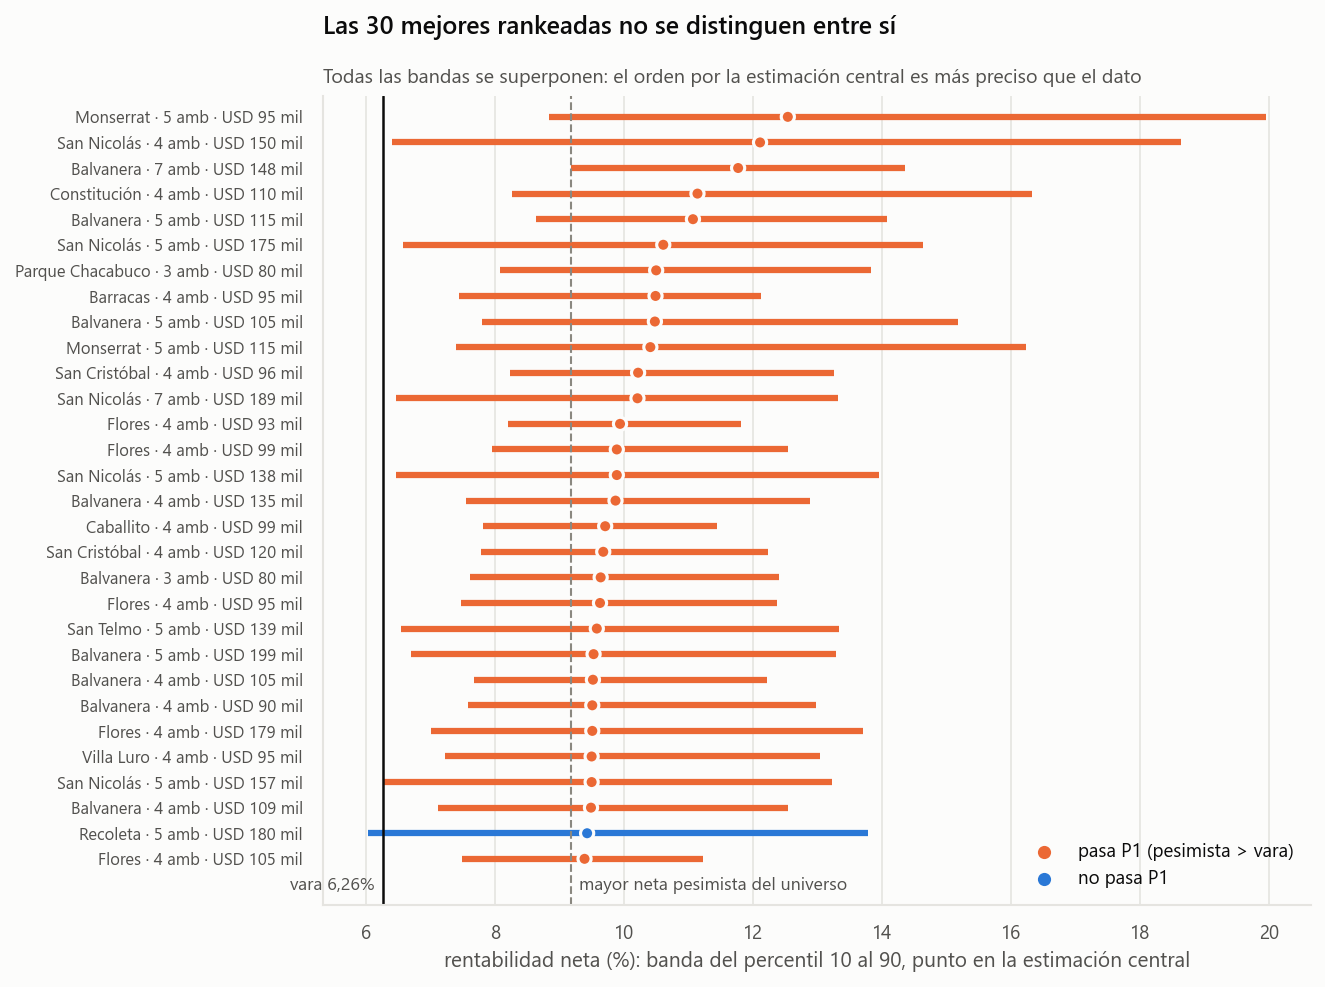 Las 30 mejores rankeadas no se distinguen entre sí
Todas las bandas se superponen: el orden por la estimación central es más preciso que el dato
Monserrat · 5 amb · USD 95 mil
San Nicolás · 4 amb · USD 150 mil
Balvanera · 7 amb · USD 148 mil
Constitución · 4 amb · USD 110 mil
Balvanera · 5 amb · USD 115 mil
San Nicolás · 5 amb · USD 175 mil
Parque Chacabuco · 3 amb · USD 80 mil
Barracas · 4 amb · USD 95 mil
Balvanera · 5 amb · USD 105 mil
Monserrat · 5 amb · USD 115 mil
San Cristóbal · 4 amb · USD 96 mil
San Nicolás · 7 amb · USD 189 mil
Flores · 4 amb · USD 93 mil
Flores · 4 amb · USD 99 mil
San Nicolás · 5 amb · USD 138 mil
Balvanera · 4 amb · USD 135 mil
Caballito · 4 amb · USD 99 mil
San Cristóbal · 4 amb · USD 120 mil
Balvanera · 3 amb · USD 80 mil
Flores · 4 amb · USD 95 mil
San Telmo · 5 amb · USD 139 mil
Balvanera · 5 amb · USD 199 mil
Balvanera · 4 amb · USD 105 mil
Balvanera · 4 amb · USD 90 mil
Flores · 4 amb · USD 179 mil
Villa Luro · 4 amb · USD 95 mil
San Nicolás · 5 amb · USD 157 mil
Balvanera · 4 amb · USD 109 mil
Recoleta · 5 amb · USD 180 mil
Flores · 4 amb · USD 105 mil
pasa P1 (pesimista > vara)
no pasa P1
vara 6,26%
mayor neta pesimista del universo
6 8 10 12 14 16 18 20
rentabilidad neta (%): banda del percentil 10 al 90, punto en la estimación central